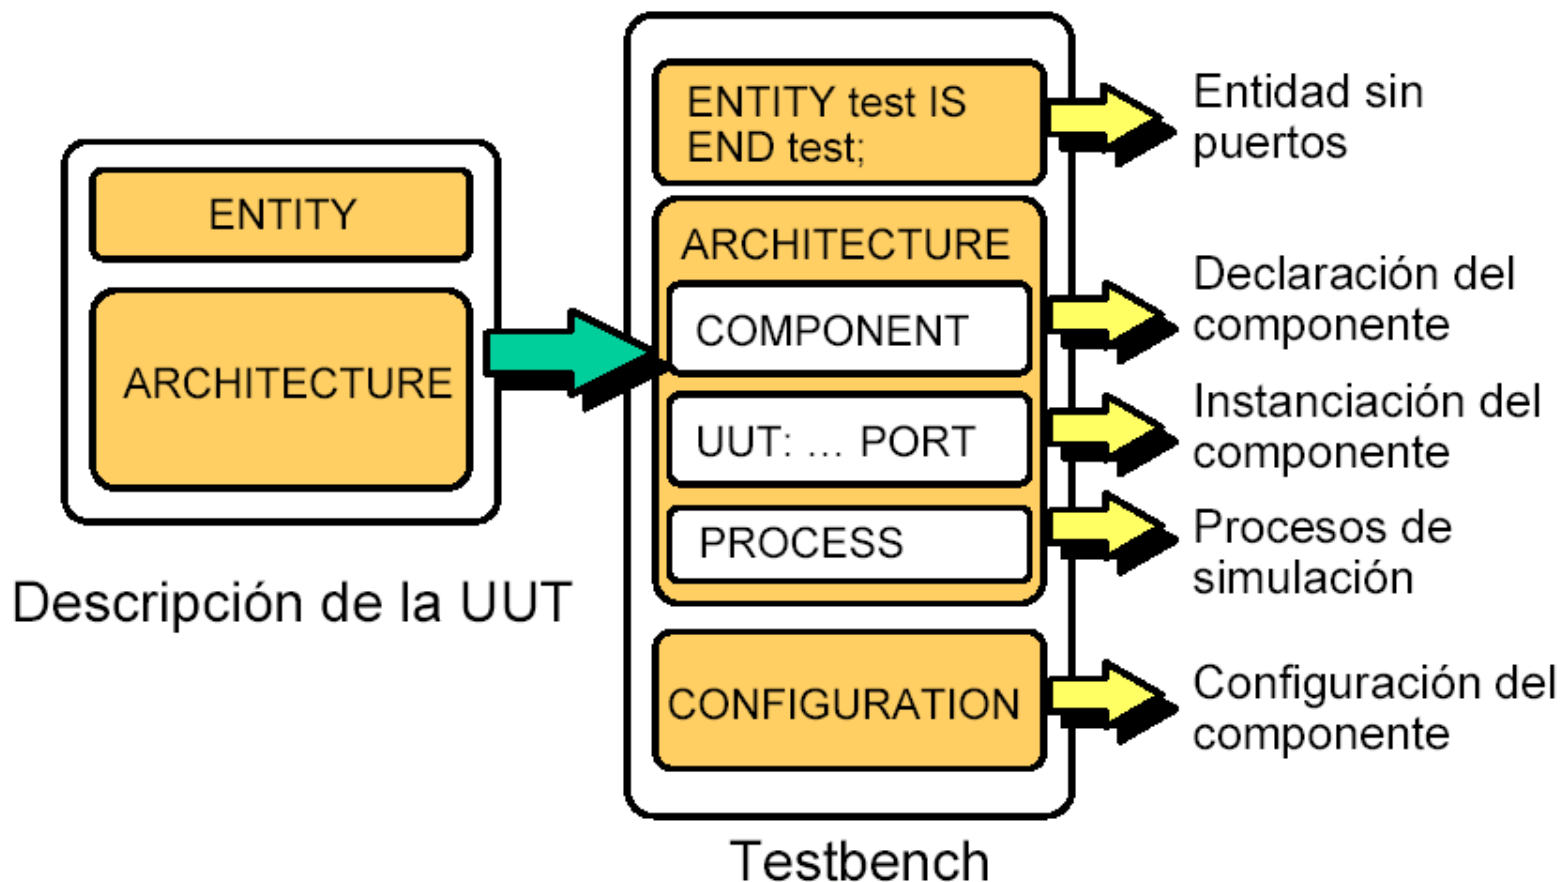 ENTITY
ARCHITECTURE
Descripción de la UUT
ENTITY test IS
END test;
ARCHITECTURE
COMPONENT
UUT: ... PORT
PROCESS
CONFIGURATION
Testbench
Entidad sin
puertos
Declaración del
componente
Instanciación del
componente
Procesos de
simulación
Configuración del
componente